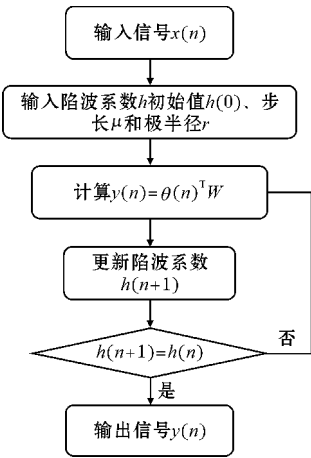 输入信号x(n)
输入陷波系数h初始值h(0)、步
长μ和极半径r
计算y(n)=θ(n)ᵀW
更新陷波系数
h(n+1)
h(n+1)=h(n)
否
是
输出信号y(n)